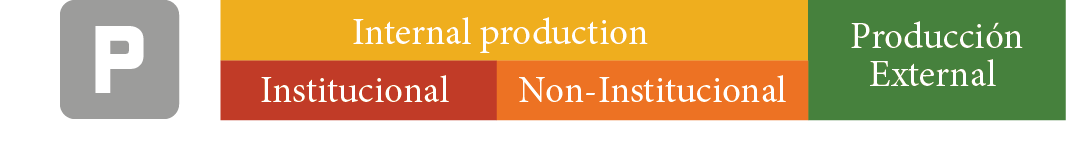 P
Internal production
Institucional
Non-Institucional
Producción
External